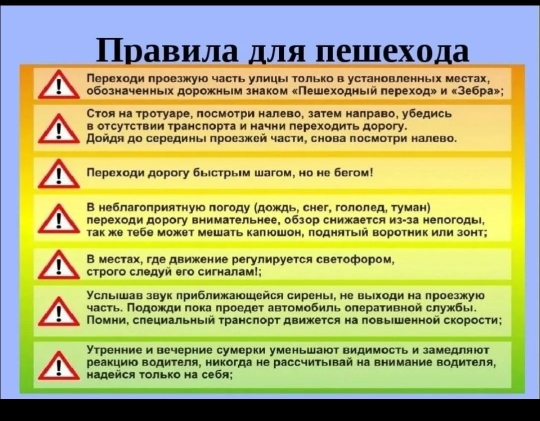 Правила для пешехода
Переходи проезжую часть улицы только в установленных местах,
обозначенных дорожным знаком «Пешеходный переход» и «Зебра»;
Стоя на тротуаре, посмотри налево, затем направо, убедись
в отсутствии транспорта и начни переходить дорогу.
Дойдя до середины проезжей части, снова посмотри налево.
Переходи дорогу быстрым шагом, но не бегом!
В неблагоприятную погоду (дождь, снег, гололед, туман)
переходи дорогу внимательнее, обзор снижается из-за непогоды,
так же тебе может мешать капюшон, поднятый воротник или зонт;
В местах, где движение регулируется светофором,
строго следуй его сигналам!;
Услышав звук приближающейся сирены, не выходи на проезжую
часть. Подожди пока проедет автомобиль оперативной службы.
Помни, специальный транспорт движется на повышенной скорости;
Утренние и вечерние сумерки уменьшают видимость и замедляют
реакцию водителя, никогда не рассчитывай на внимание водителя,
надейся только на себя;